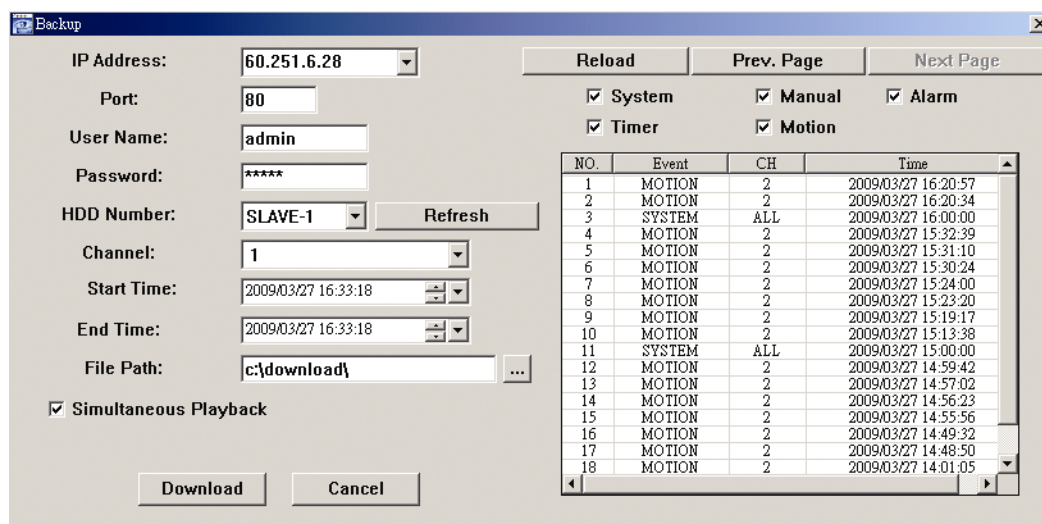 Backup
IP Address: 60.251.6.28
Port: 80
User Name: admin
Password: *****
HDD Number: SLAVE-1 Refresh
Channel: 1
Start Time: 2009/03/27 16:33:18
End Time: 2009/03/27 16:33:18
File Path: c:\download\ ...
Simultaneous Playback
Download Cancel
Reload Prev. Page Next Page
System Manual Alarm
Timer Motion
NO. Event CH Time
1 MOTION 2 2009/03/27 16:20:57
2 MOTION 2 2009/03/27 16:20:34
3 SYSTEM ALL 2009/03/27 16:00:00
4 MOTION 2 2009/03/27 15:32:39
5 MOTION 2 2009/03/27 15:31:10
6 MOTION 2 2009/03/27 15:30:24
7 MOTION 2 2009/03/27 15:24:00
8 MOTION 2 2009/03/27 15:23:20
9 MOTION 2 2009/03/27 15:19:17
10 MOTION 2 2009/03/27 15:13:38
11 SYSTEM ALL 2009/03/27 15:00:00
12 MOTION 2 2009/03/27 14:59:42
13 MOTION 2 2009/03/27 14:57:02
14 MOTION 2 2009/03/27 14:56:23
15 MOTION 2 2009/03/27 14:55:56
16 MOTION 2 2009/03/27 14:49:32
17 MOTION 2 2009/03/27 14:48:50
18 MOTION 2 2009/03/27 14:01:05